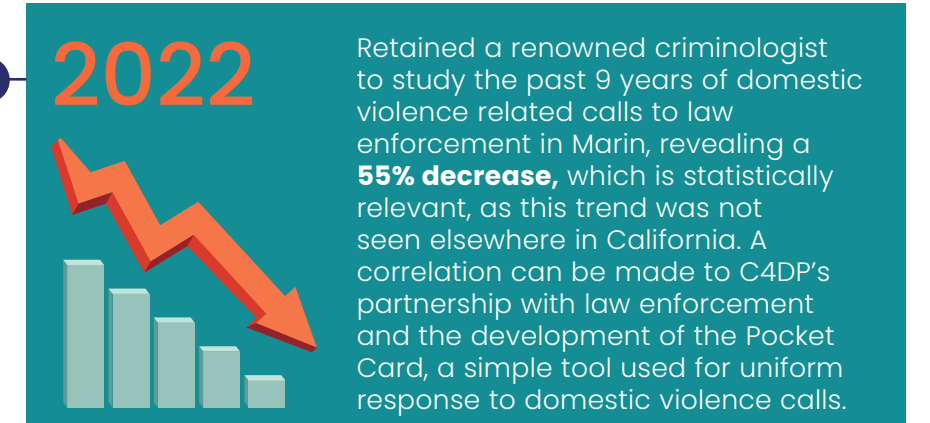 2022
Retained a renowned criminologist
to study the past 9 years of domestic
violence related calls to law
enforcement in Marin, revealing a
55% decrease, which is statistically
relevant, as this trend was not
seen elsewhere in California. A
correlation can be made to C4DP’s
partnership with law enforcement
and the development of the Pocket
Card, a simple tool used for uniform
response to domestic violence calls.